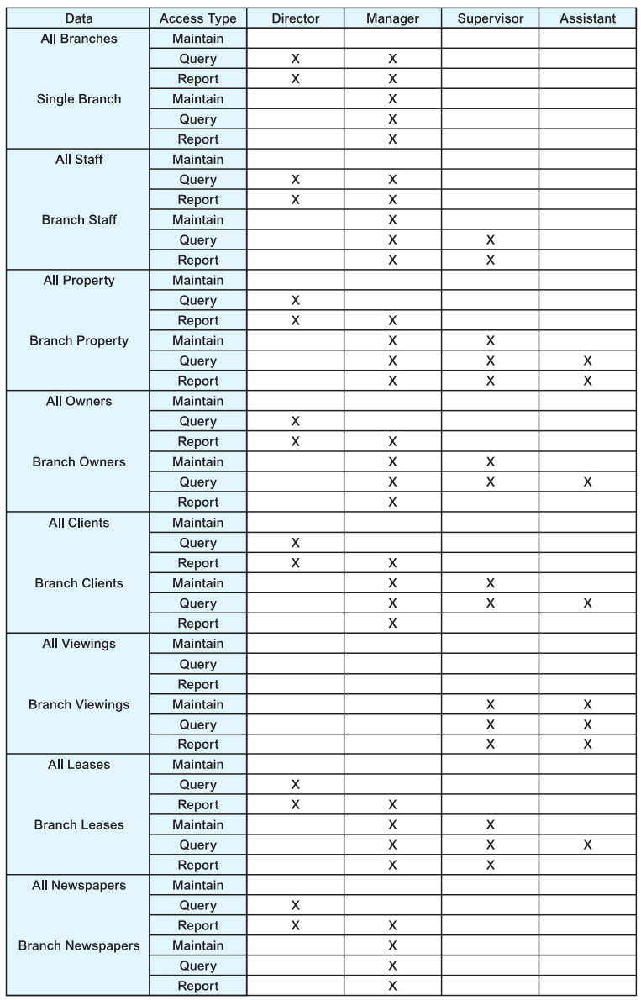 Data Access Type Director Manager Supervisor Assistant
All Branches Maintain
Query X X
Report X X
Single Branch Maintain X
Query X
Report X
All Staff Maintain
Query X X
Report X X
Branch Staff Maintain X
Query X X
Report X X
All Property Maintain
Query X
Report X X
Branch Property Maintain X X
Query X X X
Report X X X
All Owners Maintain
Query X
Report X X
Branch Owners Maintain X X
Query X X X
Report X
All Clients Maintain
Query X
Report X X
Branch Clients Maintain X X
Query X X X
Report X
All Viewings Maintain
Query
Report
Branch Viewings Maintain X X
Query X X
Report X X
All Leases Maintain
Query X
Report X X
Branch Leases Maintain X X
Query X X X
Report X X
All Newspapers Maintain
Query X
Report X X
Branch Newspapers Maintain X
Query X
Report X